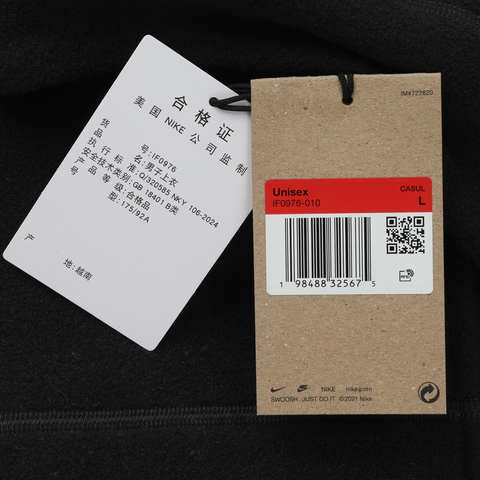 合格证
美国 NIKE 公司监制
货号: IF0976
品名: 男子上衣
执行标准: Q/320585 NKY 106.2024
安全技术类别: GB 18401 B类
产品等级: 合格品
号型: 175/92A
产地: 越南
IM#722820
Unisex
CASUL
IF0976-010
L
1 98488 32567 5
NIKE
nike.com
SWOOSH. JUST DO IT. ©2021 Nike